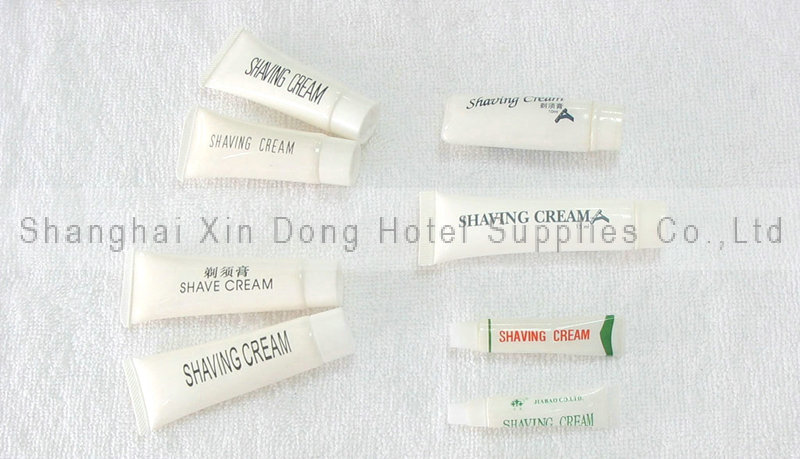 SHAVING CREAM
SHAVING CREAM
Shaving Cream
剃须膏
10ml
SHAVING CREAM
Shanghai Xin Dong Hotel Supplies Co.,Ltd
剃须膏
SHAVE CREAM
SHAVING CREAM
SHAVING CREAM
JIABAO CO.LTD.
SHAVING CREAM